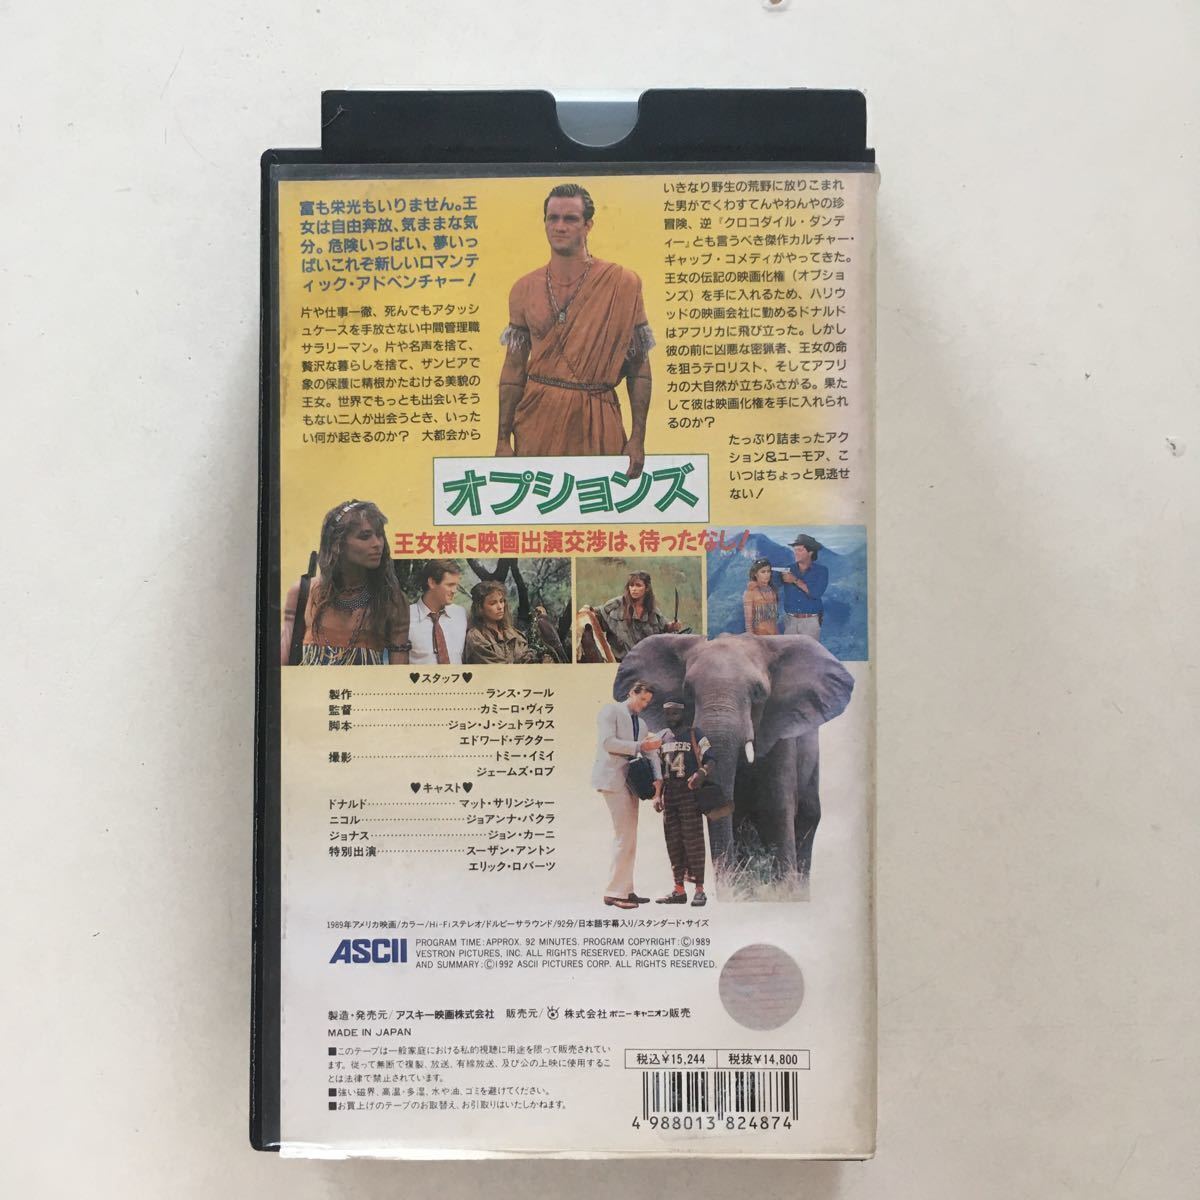 富も栄光もいりません。王
女は自由奔放、気ままな気
分。危険いっぱい、夢いっ
ぱいこれぞ新しいロマンテ
ィック・アドベンチャー!
片や仕事一徹、死んでもアタッシ
ュケースを手放さない中間管理職
サラリーマン。片や名声を捨て、
贅沢な暮らしを捨て、ザンビアで
象の保護に精根かたむける美貌の
王女。世界でもっとも出会いそう
もない二人が出会うとき、いった
い何が起きるのか? 大都会から
いきなり野生の荒野に放りこまれ
た男がでくわすてんやわんやの珍
冒険、逆『クロコダイル・ダンデ
ィー』とも言うべき傑作カルチャー・
ギャップ・コメディがやってきた。
王女の伝記の映画化権(オプショ
ンズ)を手に入れるため、ハリウ
ッドの映画会社に勤めるドナルド
はアフリカに飛び立った。しかし
彼の前に凶悪な密猟者、王女の命
を狙うテロリスト、そしてアフリ
カの大自然が立ちふさがる。果た
して彼は映画化権を手に入れられ
るのか?
たっぷり詰まったアク
ション&ユーモア、こ
いつはちょっと見逃せ
ない!
オプションズ
王女様に映画出演交渉は、待ったなし!
♥スタッフ♥
製作……………………………ランス・フール
監督……………………………カミーロ・ヴィラ
脚本……………………ジョン・J・シュトラウス
エドワード・デクター
撮影……………………………トミー・イミイ
ジェームズ・ロブ
♥キャスト♥
ドナルド…………………マット・サリンジャー
ニコル……………………ジョアンナ・パクラ
ジョナス……………………ジョン・カーニ
特別出演…………………スーザン・アントン
エリック・ロバーツ
14
1989年アメリカ映画/カラー/Hi-Fiステレオ/ドルビーサラウンド/92分/日本語字幕入り/スタンダード・サイズ
ASCII
PROGRAM TIME:APPROX. 92 MINUTES. PROGRAM COPYRIGHT:Ⓒ1989
VESTRON PICTURES, INC. ALL RIGHTS RESERVED. PACKAGE DESIGN
AND SUMMARY:Ⓒ1992 ASCII PICTURES CORP. ALL RIGHTS RESERVED.
製造・発売元/アスキー映画株式会社 販売元/株式会社ポニーキャニオン販売
MADE IN JAPAN
■このテープは一般家庭における私的視聴に用途を限って販売されてい
ます。従って無断で複製、放送、有線放送、及び公の上映に使用するこ
とは法律で禁止されています。
■強い磁界、高温・多湿、水や油、ゴミを避けてください。
■お買上げのテープのお取替え、お引取りはいたしかねます。
税込¥15,244 税抜¥14,800
4 988013 824874